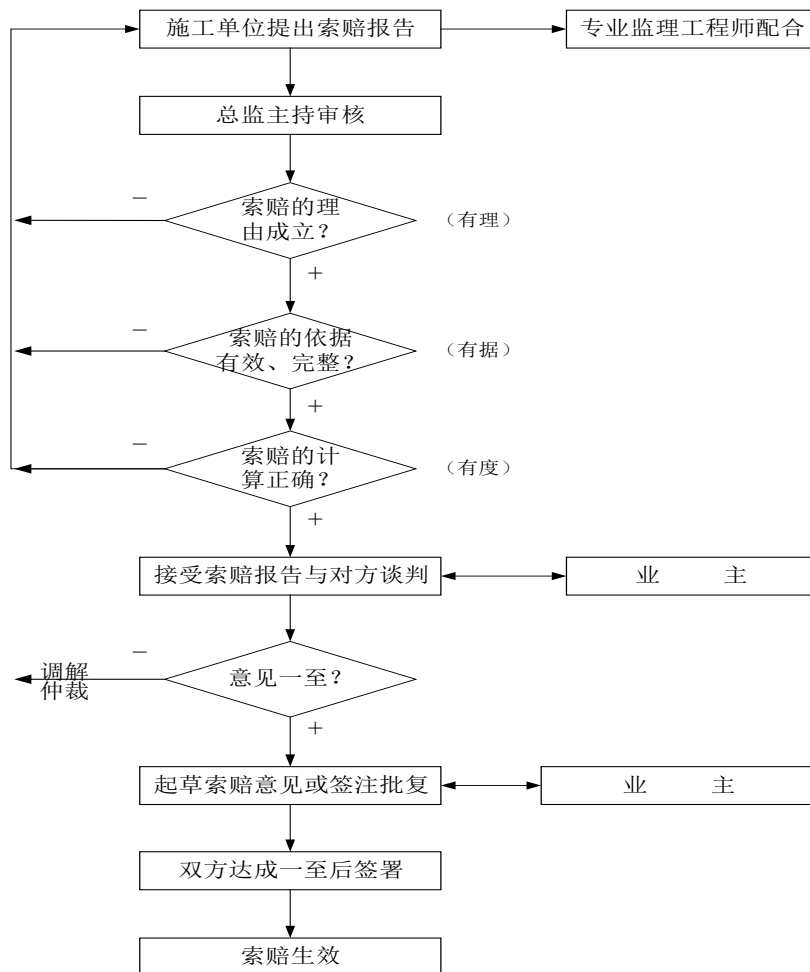 施工单位提出索赔报告
专业监理工程师配合
总监主持审核
－
索赔的理
由成立？
（有理）
＋
－
索赔的依据
有效、完整？
（有据）
＋
－
索赔的计
算正确？
（有度）
＋
接受索赔报告与对方谈判
业 主
－
调解
仲裁
意见一至？
＋
起草索赔意见或签注批复
业 主
双方达成一至后签署
索赔生效